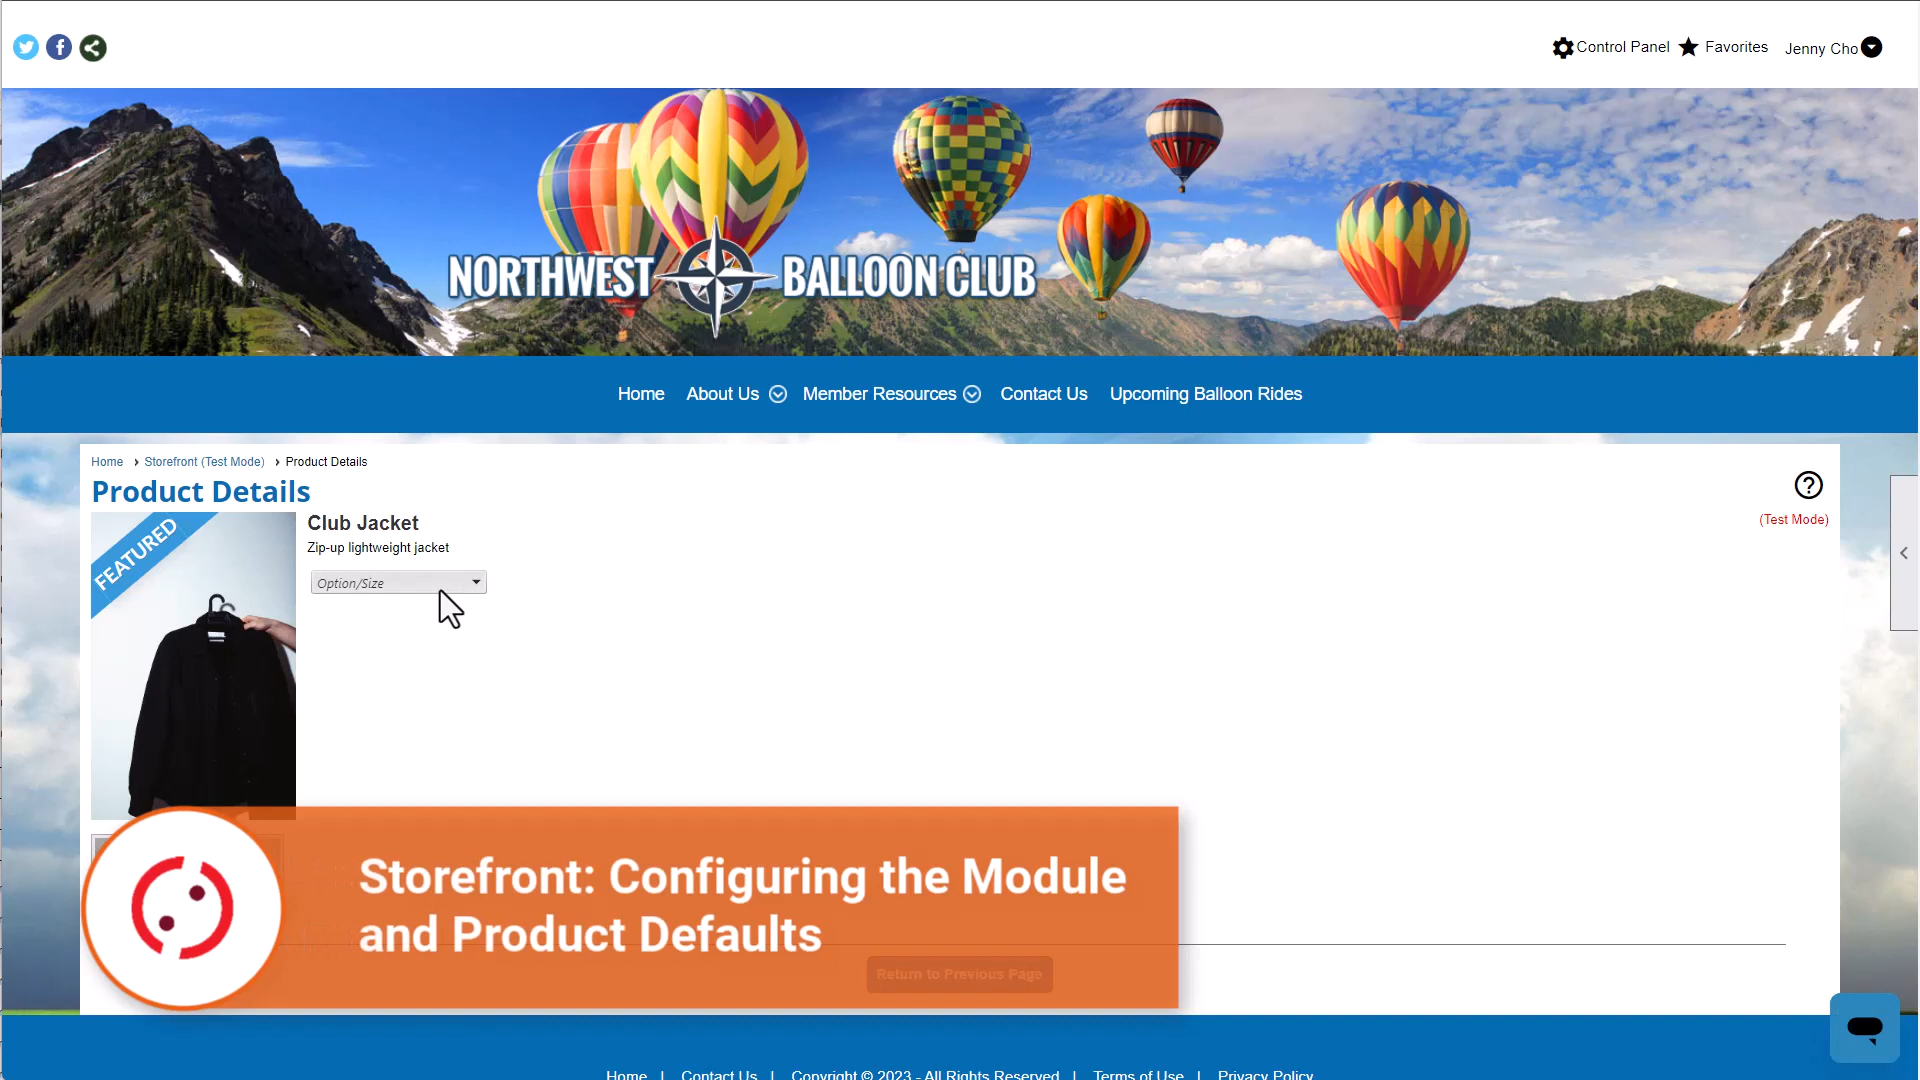 Control Panel
Favorites
Jenny Cho
NORTHWEST BALLOON CLUB
Home
About Us
Member Resources
Contact Us
Upcoming Balloon Rides
Home › Storefront (Test Mode) › Product Details
Product Details
(Test Mode)
FEATURED
Club Jacket
Zip-up lightweight jacket
Option/Size
Storefront: Configuring the Module
and Product Defaults
Return to Previous Page
Home | Contact Us | Copyright © 2023 - All Rights Reserved | Terms of Use | Privacy Policy